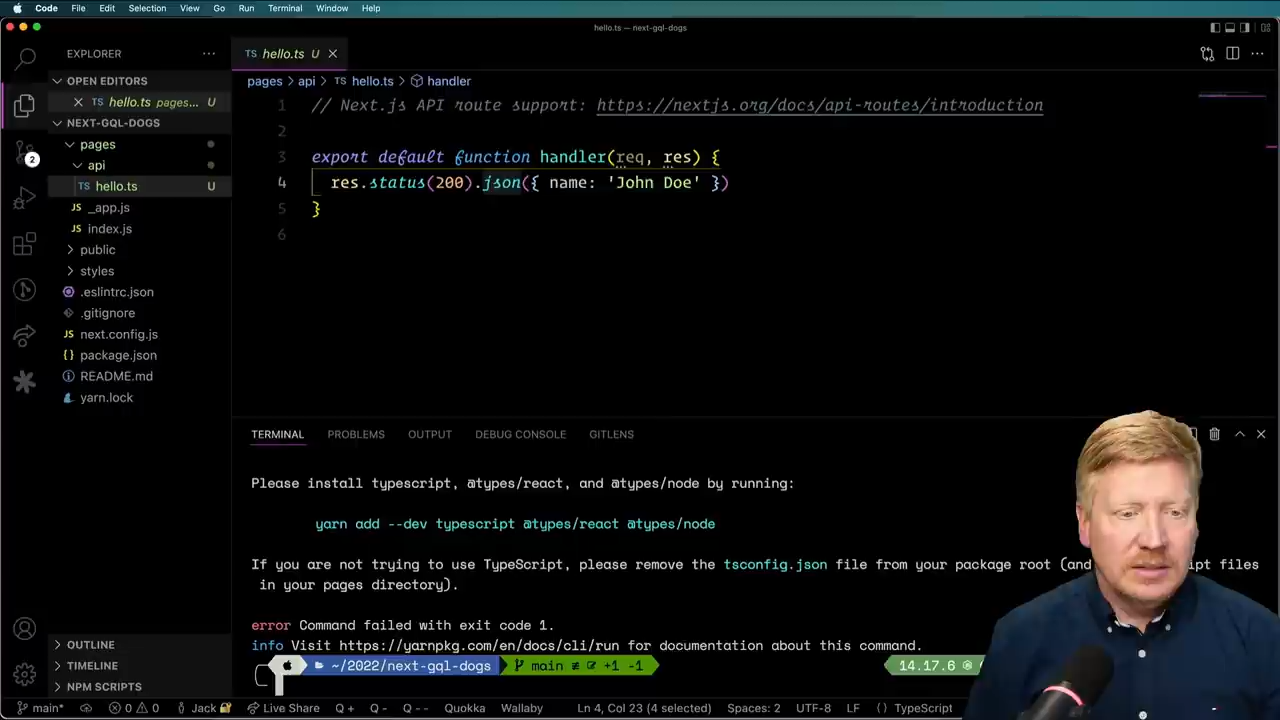 Code File Edit Selection View Go Run Terminal Window Help
hello.ts — next-gql-dogs
EXPLORER
OPEN EDITORS
hello.ts pages... U
NEXT-GQL-DOGS
pages
api
TS hello.ts U
JS _app.js
JS index.js
public
styles
.eslintrc.json
.gitignore
JS next.config.js
{} package.json
README.md
yarn.lock
OUTLINE
TIMELINE
NPM SCRIPTS
2
TS hello.ts U
pages > api > TS hello.ts > handler
1 // Next.js API route support: https://nextjs.org/docs/api-routes/introduction
2
3 export default function handler(req, res) {
4 res.status(200).json({ name: 'John Doe' })
5 }
6
TERMINAL PROBLEMS OUTPUT DEBUG CONSOLE GITLENS
Please install typescript, @types/react, and @types/node by running:
yarn add --dev typescript @types/react @types/node
If you are not trying to use TypeScript, please remove the tsconfig.json file from your package root (and files
in your pages directory).
error Command failed with exit code 1.
info Visit https://yarnpkg.com/en/docs/cli/run for documentation about this command.
~/2022/next-gql-dogs main ≢ +1 -1 14.17.6
main* 0 0 Jack Live Share Q + Q - Q -- Quokka Wallaby Ln 4, Col 23 (4 selected) Spaces: 2 UTF-8 LF {} TypeScript